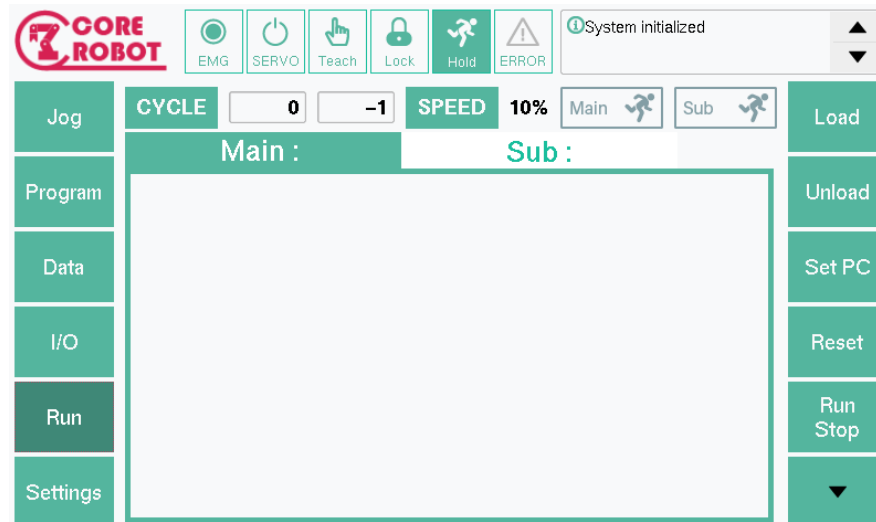 CORE
ROBOT
EMG
SERVO
Teach
Lock
Hold
ERROR
System initialized
Jog
CYCLE 0 -1 SPEED 10% Main Sub
Load
Main : Sub :
Program
Unload
Data
Set PC
I/O
Reset
Run
Run
Stop
Settings